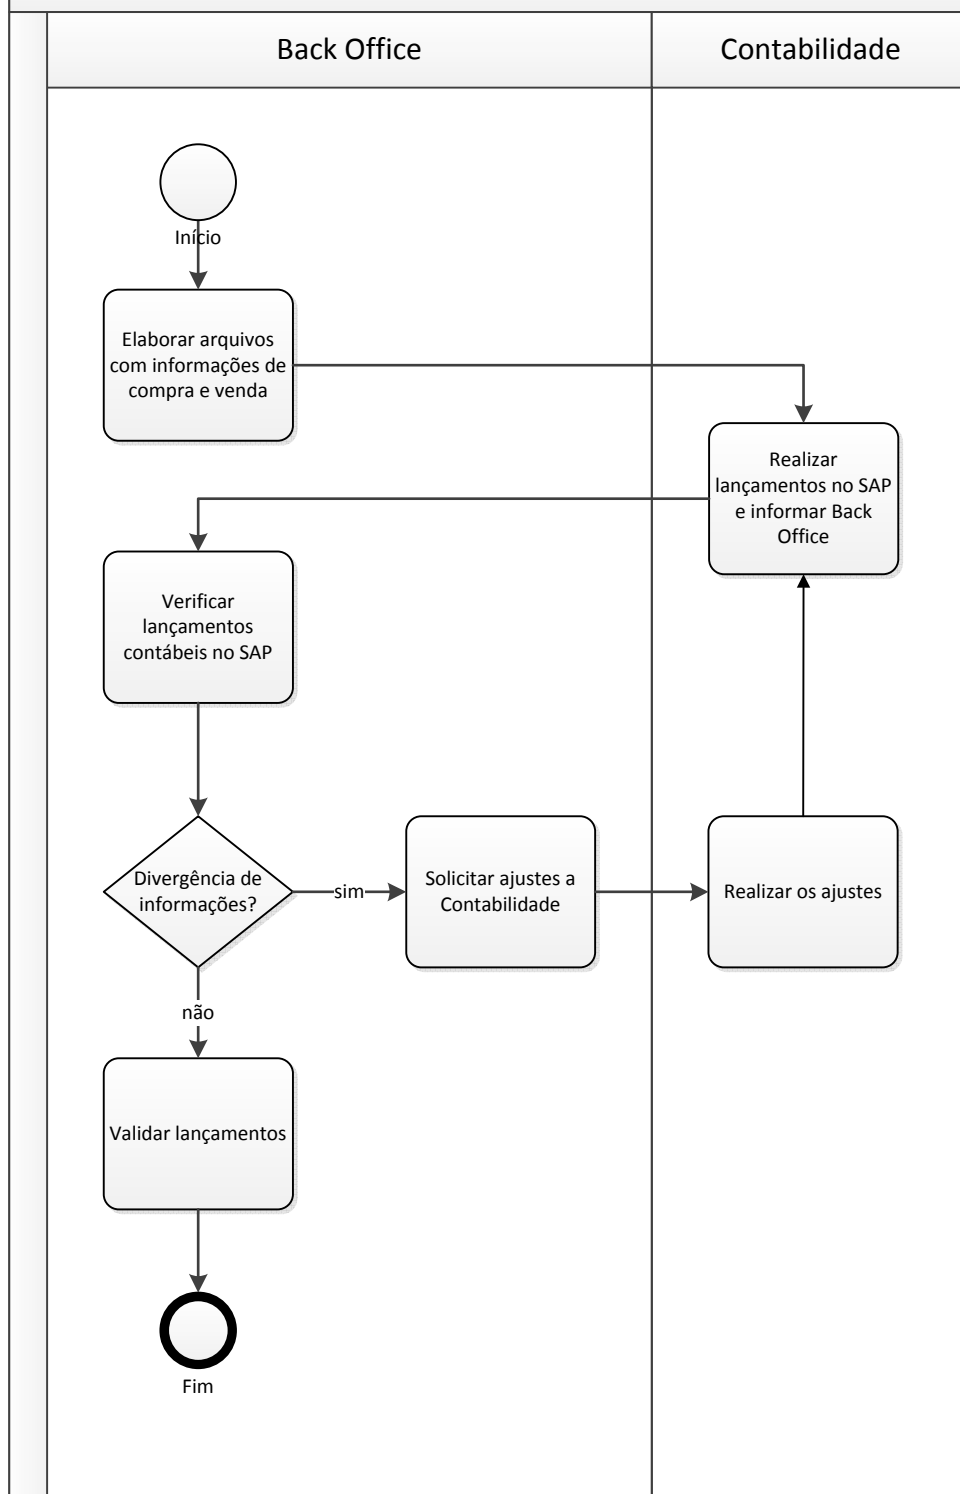 Back Office
Contabilidade
Início
Elaborar arquivos
com informações de
compra e venda
Realizar
lançamentos no SAP
e informar Back
Office
Verificar
lançamentos
contábeis no SAP
Divergência de
informações?
sim
Solicitar ajustes a
Contabilidade
Realizar os ajustes
não
Validar lançamentos
Fim